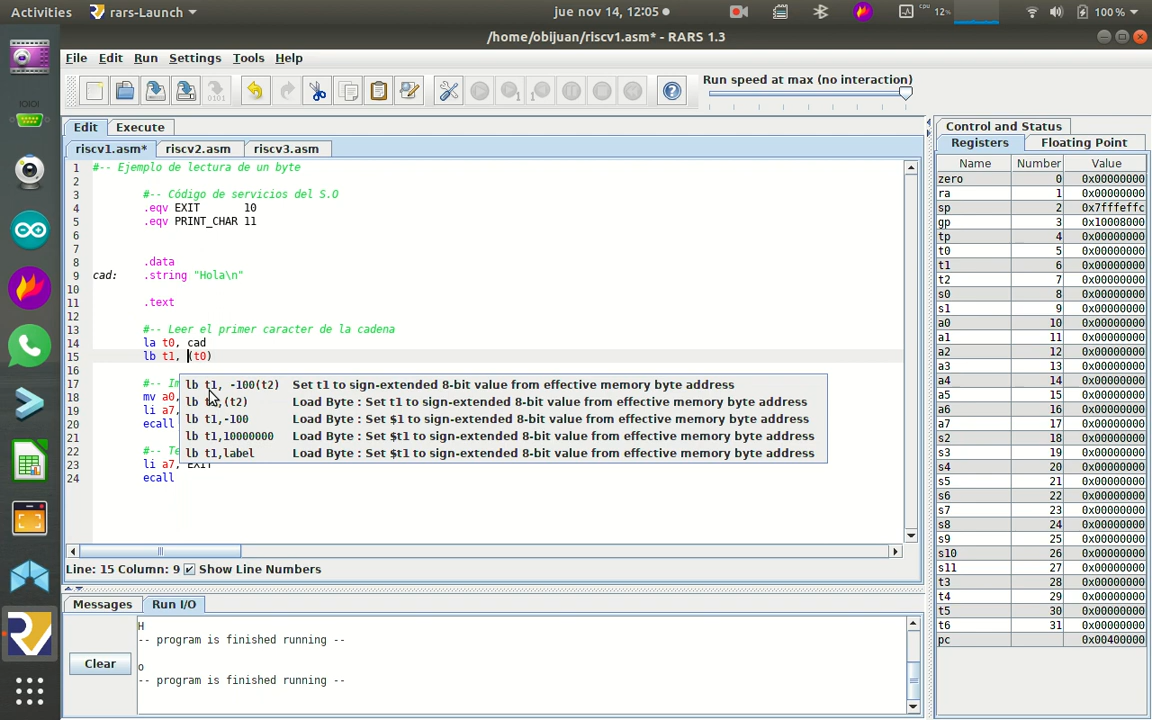 Activities rars-Launch jue nov 14, 12:05 cpu 12% 100%
/home/obijuan/riscv1.asm* - RARS 1.3
File Edit Run Settings Tools Help
Run speed at max (no interaction)
Edit Execute
riscv1.asm* riscv2.asm riscv3.asm
1 #-- Ejemplo de lectura de un byte
2
3 #-- Código de servicios del S.O
4 .eqv EXIT 10
5 .eqv PRINT_CHAR 11
6
7
8 .data
9 cad: .string "Hola\n"
10
11 .text
12
13 #-- Leer el primer caracter de la cadena
14 la t0, cad
15 lb t1, (t0)
16
17 #-- Im
18 mv a0,
19 li a7,
20 ecall
21
22 #-- Te
23 li a7, EXIT
24 ecall
lb t1, -100(t2) Set t1 to sign-extended 8-bit value from effective memory byte address
lb t1,(t2) Load Byte : Set t1 to sign-extended 8-bit value from effective memory byte address
lb t1,-100 Load Byte : Set $1 to sign-extended 8-bit value from effective memory byte address
lb t1,10000000 Load Byte : Set $t1 to sign-extended 8-bit value from effective memory byte address
lb t1,label Load Byte : Set $t1 to sign-extended 8-bit value from effective memory byte address
Line: 15 Column: 9 Show Line Numbers
Messages Run I/O
Clear
H
-- program is finished running --
o
-- program is finished running --
Control and Status
Registers Floating Point
Name Number Value
zero 0 0x00000000
ra 1 0x00000000
sp 2 0x7fffeffc
gp 3 0x10008000
tp 4 0x00000000
t0 5 0x00000000
t1 6 0x00000000
t2 7 0x00000000
s0 8 0x00000000
s1 9 0x00000000
a0 10 0x00000000
a1 11 0x00000000
a2 12 0x00000000
a3 13 0x00000000
a4 14 0x00000000
a5 15 0x00000000
a6 16 0x00000000
a7 17 0x00000000
s2 18 0x00000000
s3 19 0x00000000
s4 20 0x00000000
s5 21 0x00000000
s6 22 0x00000000
s7 23 0x00000000
s8 24 0x00000000
s9 25 0x00000000
s10 26 0x00000000
s11 27 0x00000000
t3 28 0x00000000
t4 29 0x00000000
t5 30 0x00000000
t6 31 0x00000000
pc 0x00400000